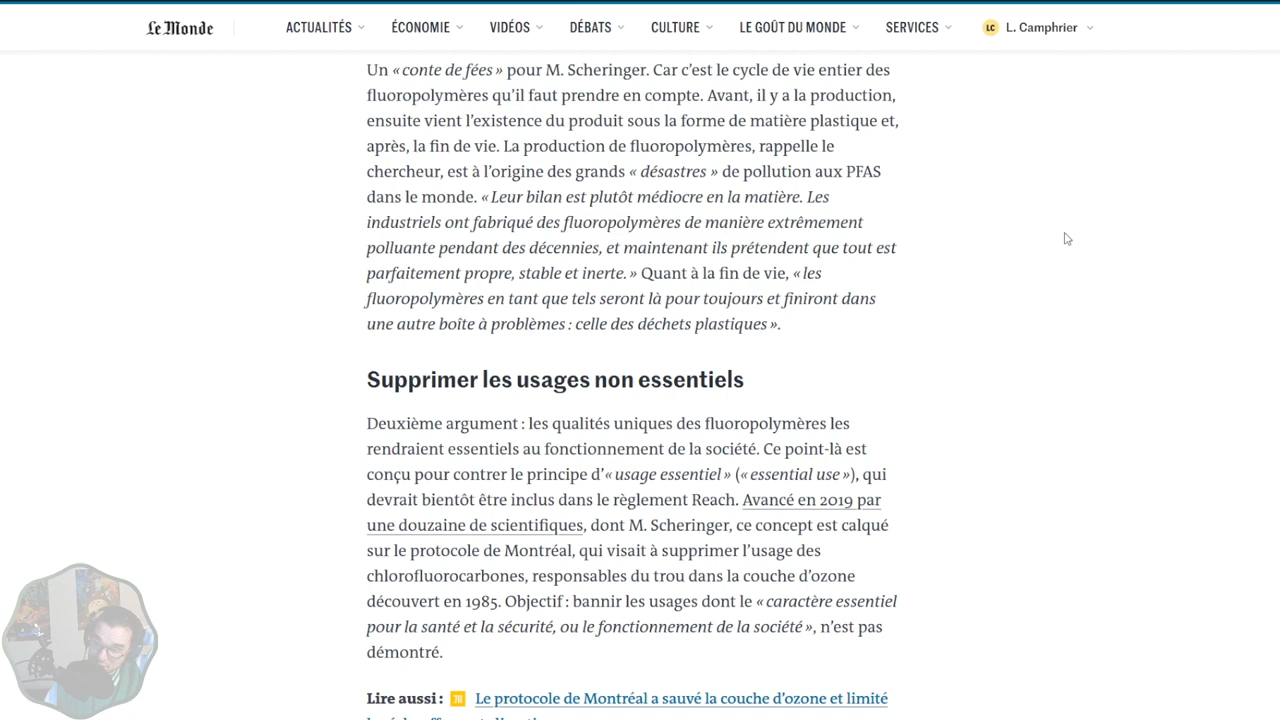 Le Monde
ACTUALITÉS
ÉCONOMIE
VIDÉOS
DÉBATS
CULTURE
LE GOÛT DU MONDE
SERVICES
LC
L. Camphrier
Un « conte de fées » pour M. Scheringer. Car c’est le cycle de vie entier des
fluoropolymères qu’il faut prendre en compte. Avant, il y a la production,
ensuite vient l’existence du produit sous la forme de matière plastique et,
après, la fin de vie. La production de fluoropolymères, rappelle le
chercheur, est à l’origine des grands « désastres » de pollution aux PFAS
dans le monde. « Leur bilan est plutôt médiocre en la matière. Les
industriels ont fabriqué des fluoropolymères de manière extrêmement
polluante pendant des décennies, et maintenant ils prétendent que tout est
parfaitement propre, stable et inerte. » Quant à la fin de vie, « les
fluoropolymères en tant que tels seront là pour toujours et finiront dans
une autre boîte à problèmes : celle des déchets plastiques ».
Supprimer les usages non essentiels
Deuxième argument : les qualités uniques des fluoropolymères les
rendraient essentiels au fonctionnement de la société. Ce point-là est
conçu pour contrer le principe d’« usage essentiel » (« essential use »), qui
devrait bientôt être inclus dans le règlement Reach. Avancé en 2019 par
une douzaine de scientifiques, dont M. Scheringer, ce concept est calqué
sur le protocole de Montréal, qui visait à supprimer l’usage des
chlorofluorocarbones, responsables du trou dans la couche d’ozone
découvert en 1985. Objectif : bannir les usages dont le « caractère essentiel
pour la santé et la sécurité, ou le fonctionnement de la société », n’est pas
démontré.
Lire aussi : Le protocole de Montréal a sauvé la couche d’ozone et limité